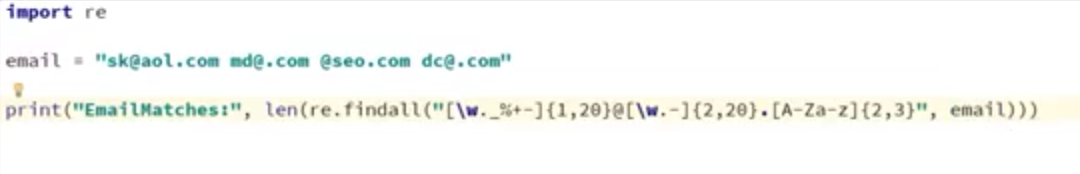 import re
email = "sk@aol.com md@.com @seo.com dc@.com"
print("EmailMatches:", len(re.findall("[\w._%+-]{1,20}@[\w.-]{2,20}.[A-Za-z]{2,3}", email)))